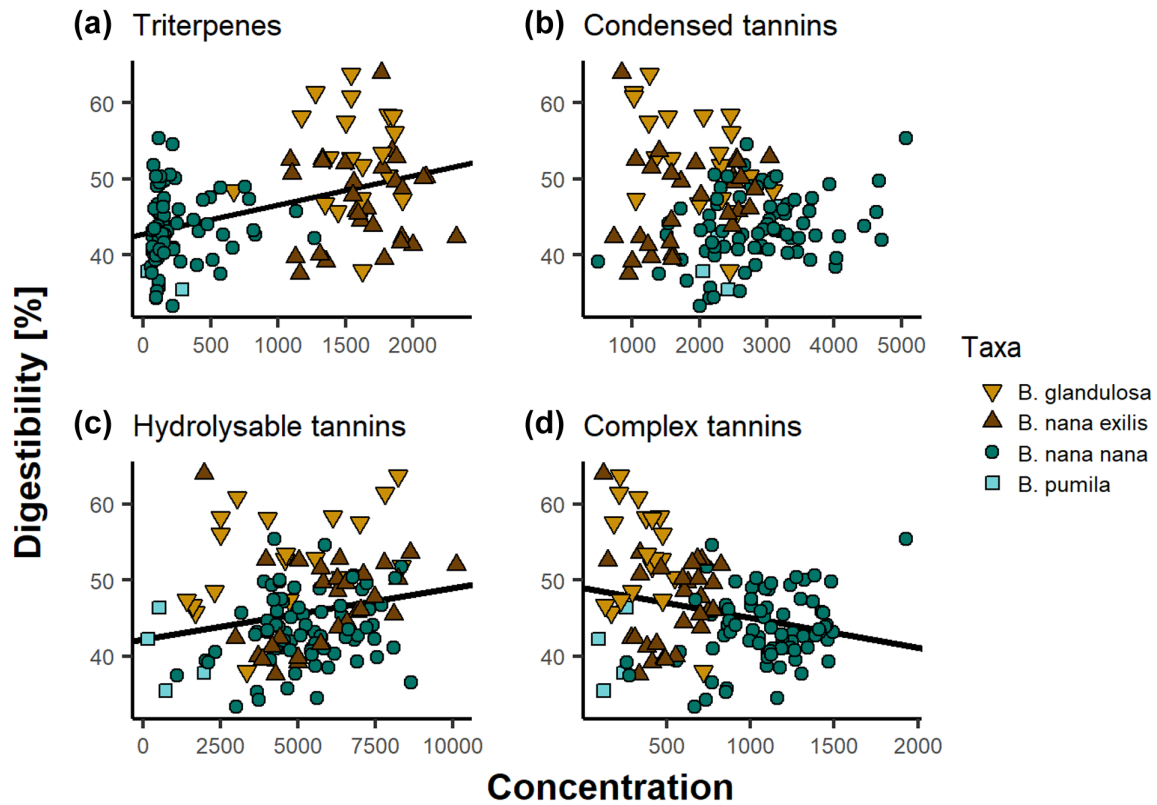 (a) Triterpenes
(b) Condensed tannins
60
50
40
0 500 1000 1500 2000
60
50
40
1000 2000 3000 4000 5000
(c) Hydrolysable tannins
(d) Complex tannins
60
50
40
0 2500 5000 7500 10000
60
50
40
500 1000 1500 2000
Digestibility [%]
Concentration
Taxa
B. glandulosa
B. nana exilis
B. nana nana
B. pumila